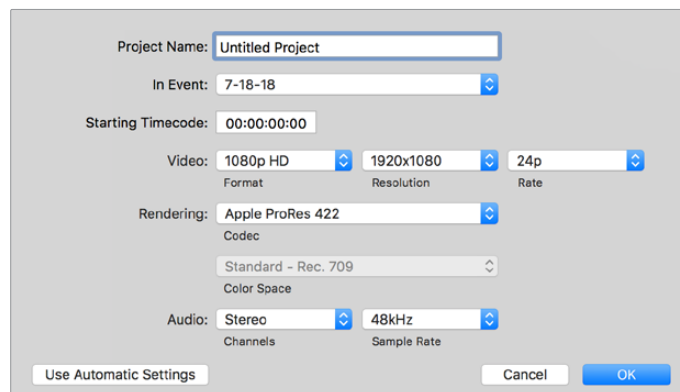 Project Name: Untitled Project
In Event: 7-18-18
Starting Timecode: 00:00:00:00
Video: 1080p HD 1920x1080 24p
Format Resolution Rate
Rendering: Apple ProRes 422
Codec
Standard - Rec. 709
Color Space
Audio: Stereo 48kHz
Channels Sample Rate
Use Automatic Settings Cancel OK